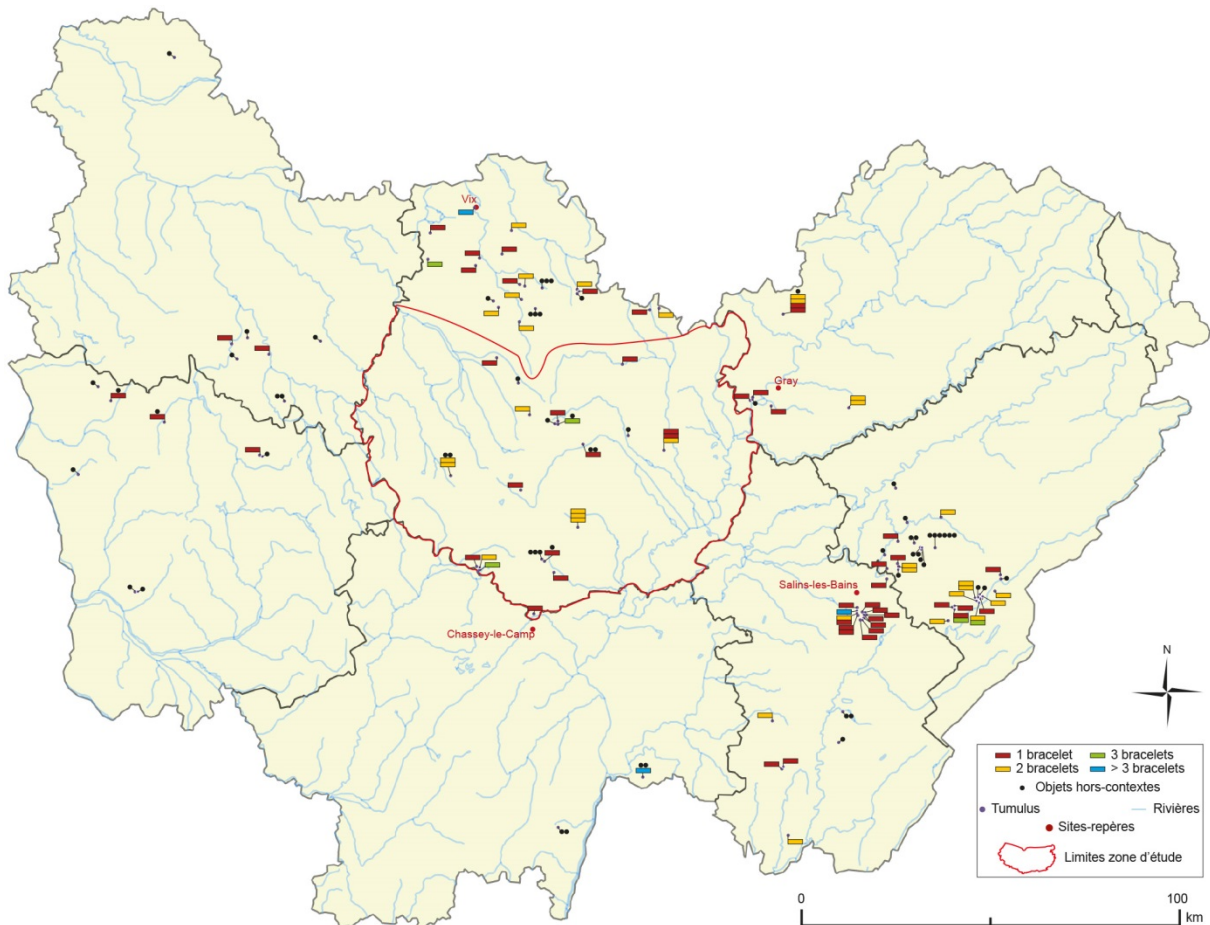 Vix
Gray
Salins-les-Bains
Chassey-le-Camp
N
1 bracelet
3 bracelets
2 bracelets
> 3 bracelets
Objets hors-contextes
Tumulus
Rivières
Sites-repères
Limites zone d'étude
0
100
km